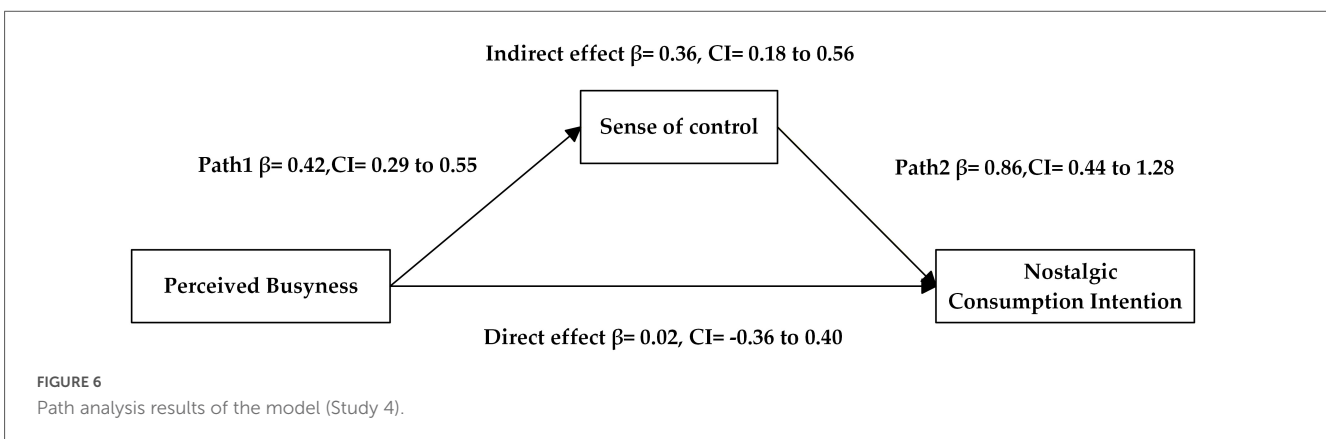 Indirect effect β= 0.36, CI= 0.18 to 0.56
Sense of control
Path1 β= 0.42,CI= 0.29 to 0.55
Path2 β= 0.86,CI= 0.44 to 1.28
Perceived Busyness
Nostalgic
Consumption Intention
Direct effect β= 0.02, CI= -0.36 to 0.40
FIGURE 6
Path analysis results of the model (Study 4).